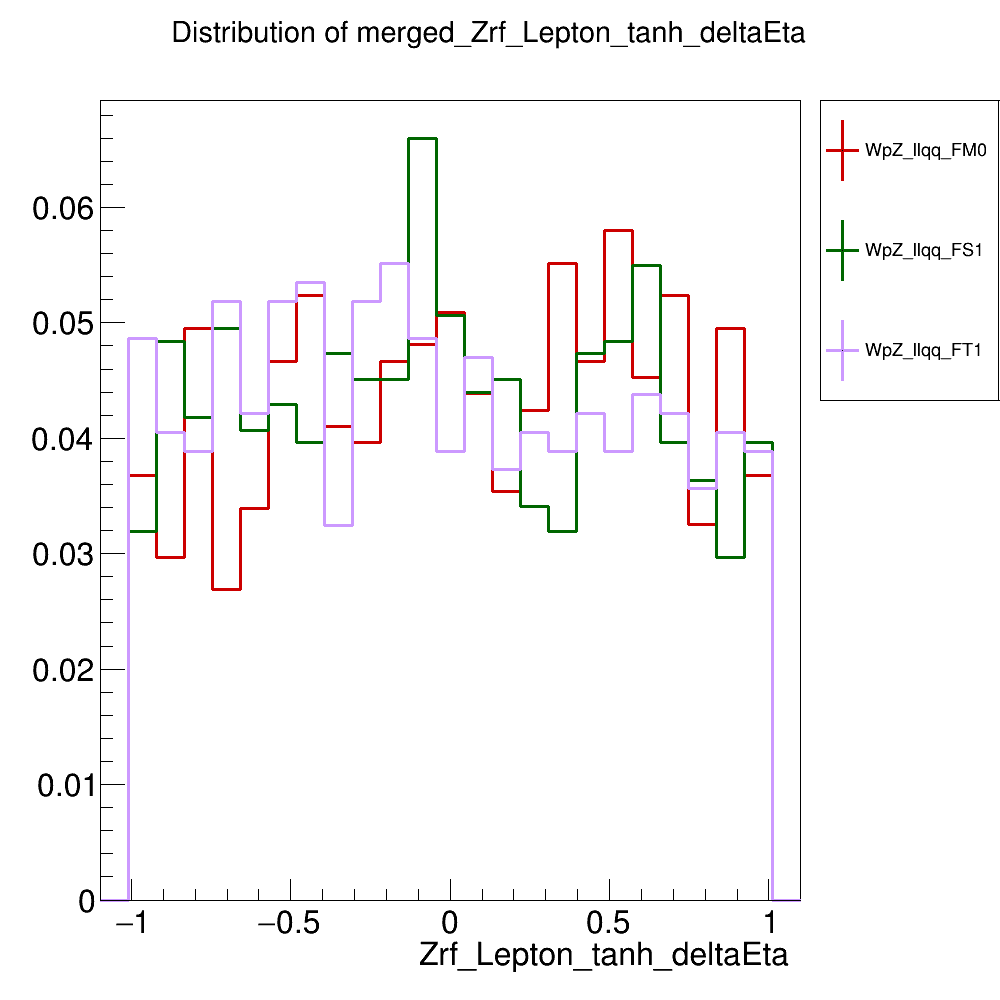 Distribution of merged_Zrf_Lepton_tanh_deltaEta
WpZ_llqq_FM0
WpZ_llqq_FS1
WpZ_llqq_FT1
0.06
0.05
0.04
0.03
0.02
0.01
0
−1 −0.5 0 0.5 1
Zrf_Lepton_tanh_deltaEta